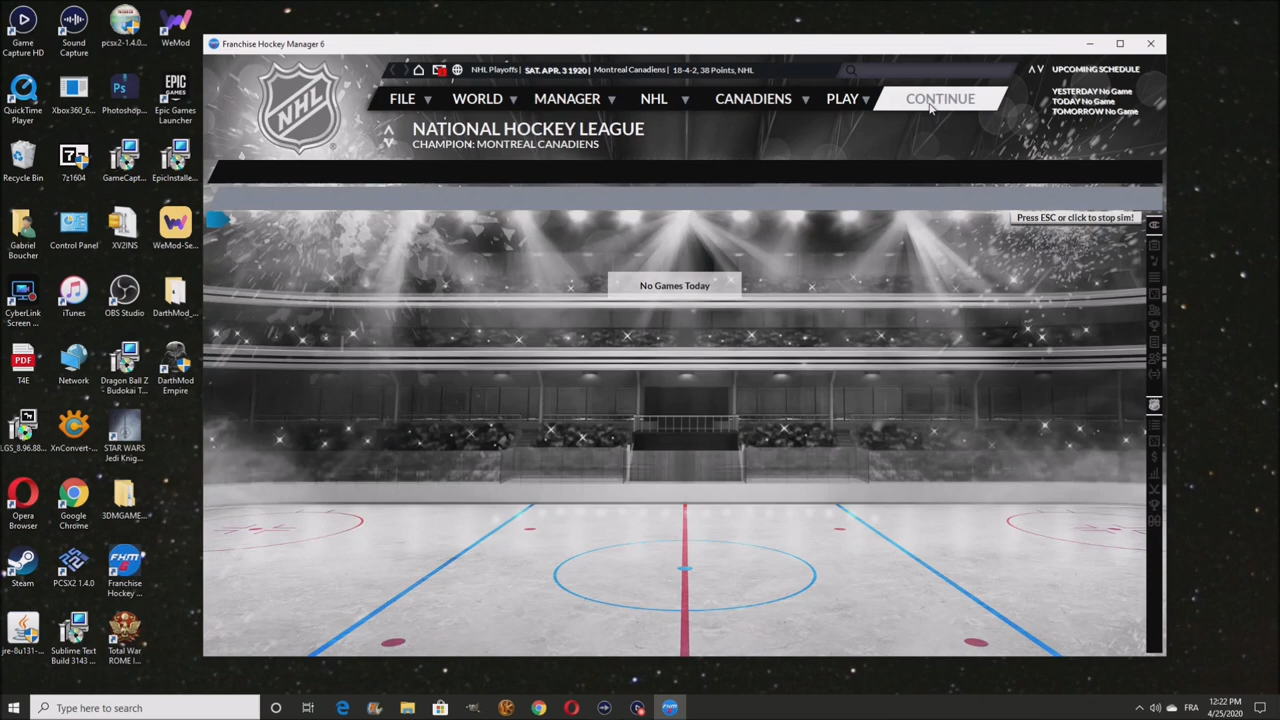 Game
Capture HD
Sound
Capture
pcsx2-1.4.0...
WeMod
QuickTime
Player
Xbox360_6...
Photoshop...
Epic Games
Launcher
Recycle Bin
7z1604
GameCapt...
EpicInstalle...
Gabriel
Boucher
Control Panel
XV2INS
WeMod-Se...
CyberLink
Screen ...
iTunes
OBS Studio
DarthMod_...
T4E
Network
Dragon Ball Z
- Budokai T...
DarthMod
Empire
LGS_8.96.88...
XnConvert-...
STAR WARS
Jedi Knig...
Opera
Browser
Google
Chrome
3DMGAME...
Steam
PCSX2 1.4.0
Franchise
Hockey ...
jre-8u131-...
Sublime Text
Build 3143 ...
Total War
ROME I...
EPIC
GAMES
PDF
FHM
Franchise Hockey Manager 6
NHL
NHL Playoffs | SAT. APR. 3 1920 | Montreal Canadiens | 18-4-2, 38 Points, NHL
FILE WORLD MANAGER NHL CANADIENS PLAY CONTINUE
UPCOMING SCHEDULE
YESTERDAY No Game
TODAY No Game
TOMORROW No Game
NATIONAL HOCKEY LEAGUE
CHAMPION: MONTREAL CANADIENS
Press ESC or click to stop sim!
No Games Today
Type here to search
FRA
12:22 PM
4/25/2020